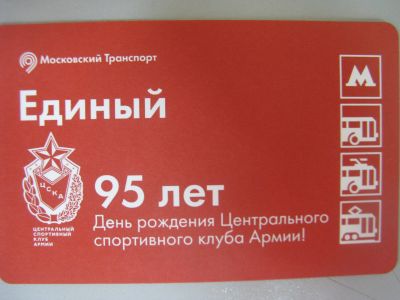 Московский Транспорт
Единый
М
ЦСКА
ЦЕНТРАЛЬНЫЙ
СПОРТИВНЫЙ
КЛУБ
АРМИИ
95 лет
День рождения Центрального
спортивного клуба Армии!